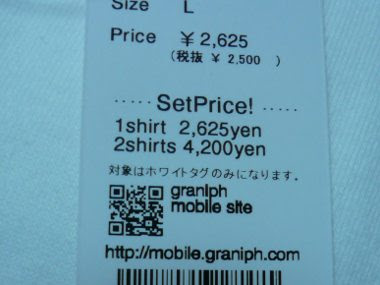 Size L
Price ¥2,625
(税抜 ¥ 2,500 )
····· SetPrice! ·····
1shirt 2,625yen
2shirts 4,200yen
対象はホワイトタグのみになります。
graniph
mobile site
http://mobile.graniph.com